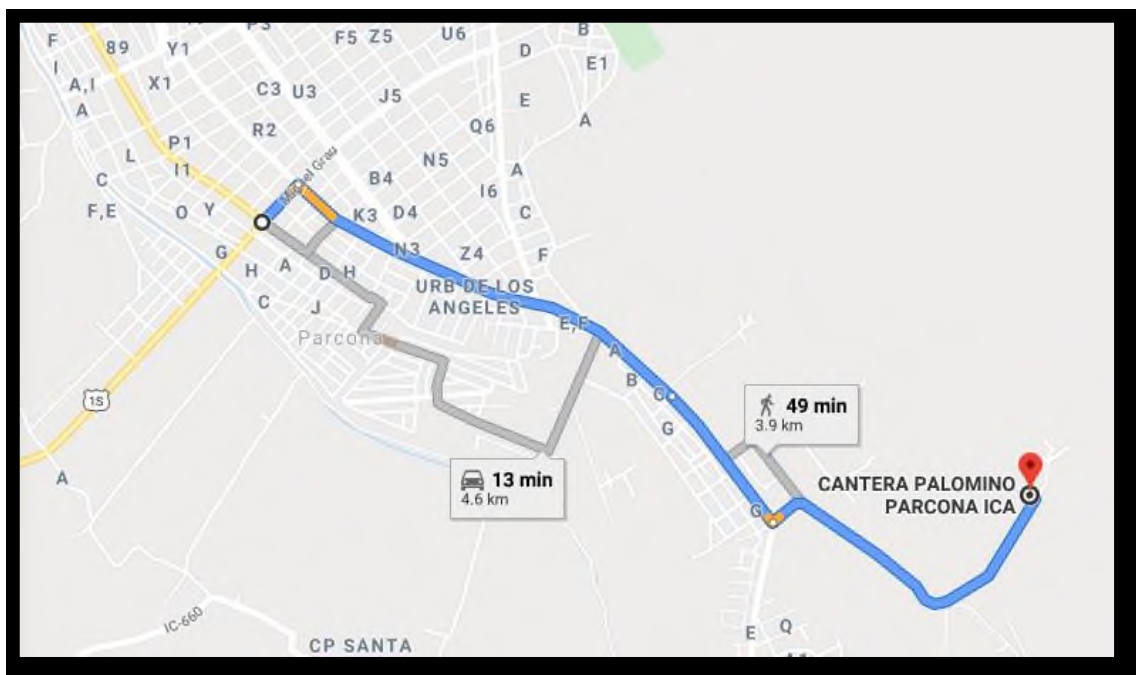 P3
F5 Z5
U6
B
F
89
Y1
D
E1
I
A,I
X1
C3 U3
J5
E
A
A
R2
Q6
P1
L
I1
N5
A
C
Miguel Grau
B4
I6
F,E
O
Y
K3
D4
C
G
N3
Z4
F
H
A
D
H
URB DE LOS
ANGELES
C
J
E,F
Parcona
A
B
C
1S
G
49 min
3.9 km
A
13 min
4.6 km
CANTERA PALOMINO
PARCONA ICA
G
IC-660
E
Q
CP SANTA